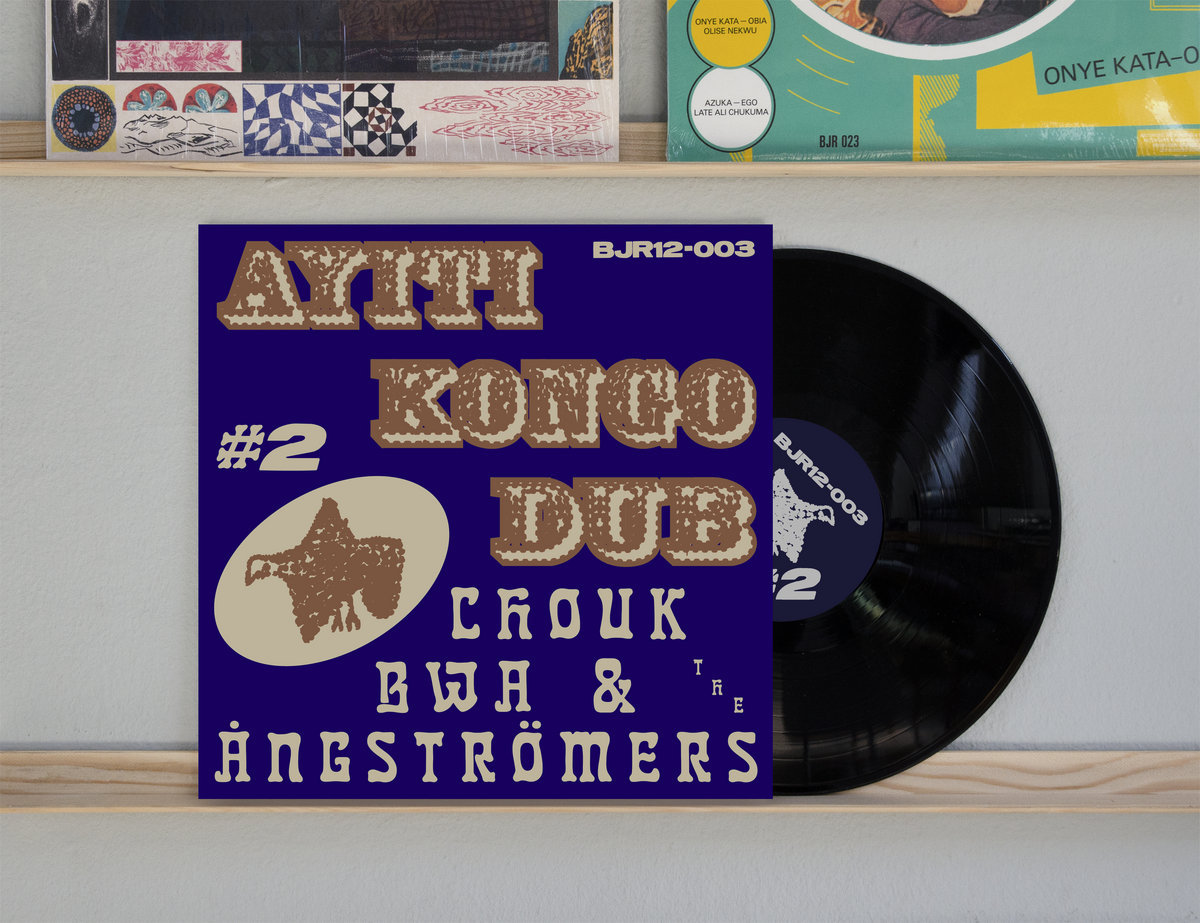 ONYE KATA – OBIA
OLISE NEKWU
AZUKA – EGO
LATE ALI CHUKUMA
BJR 023
ONYE KATA–O
AYITI
BJR12-003
KONGO
#2
DUB
CHOUK
BWA & THE
ÅNGSTRÖMERS
BJR12-003
#2